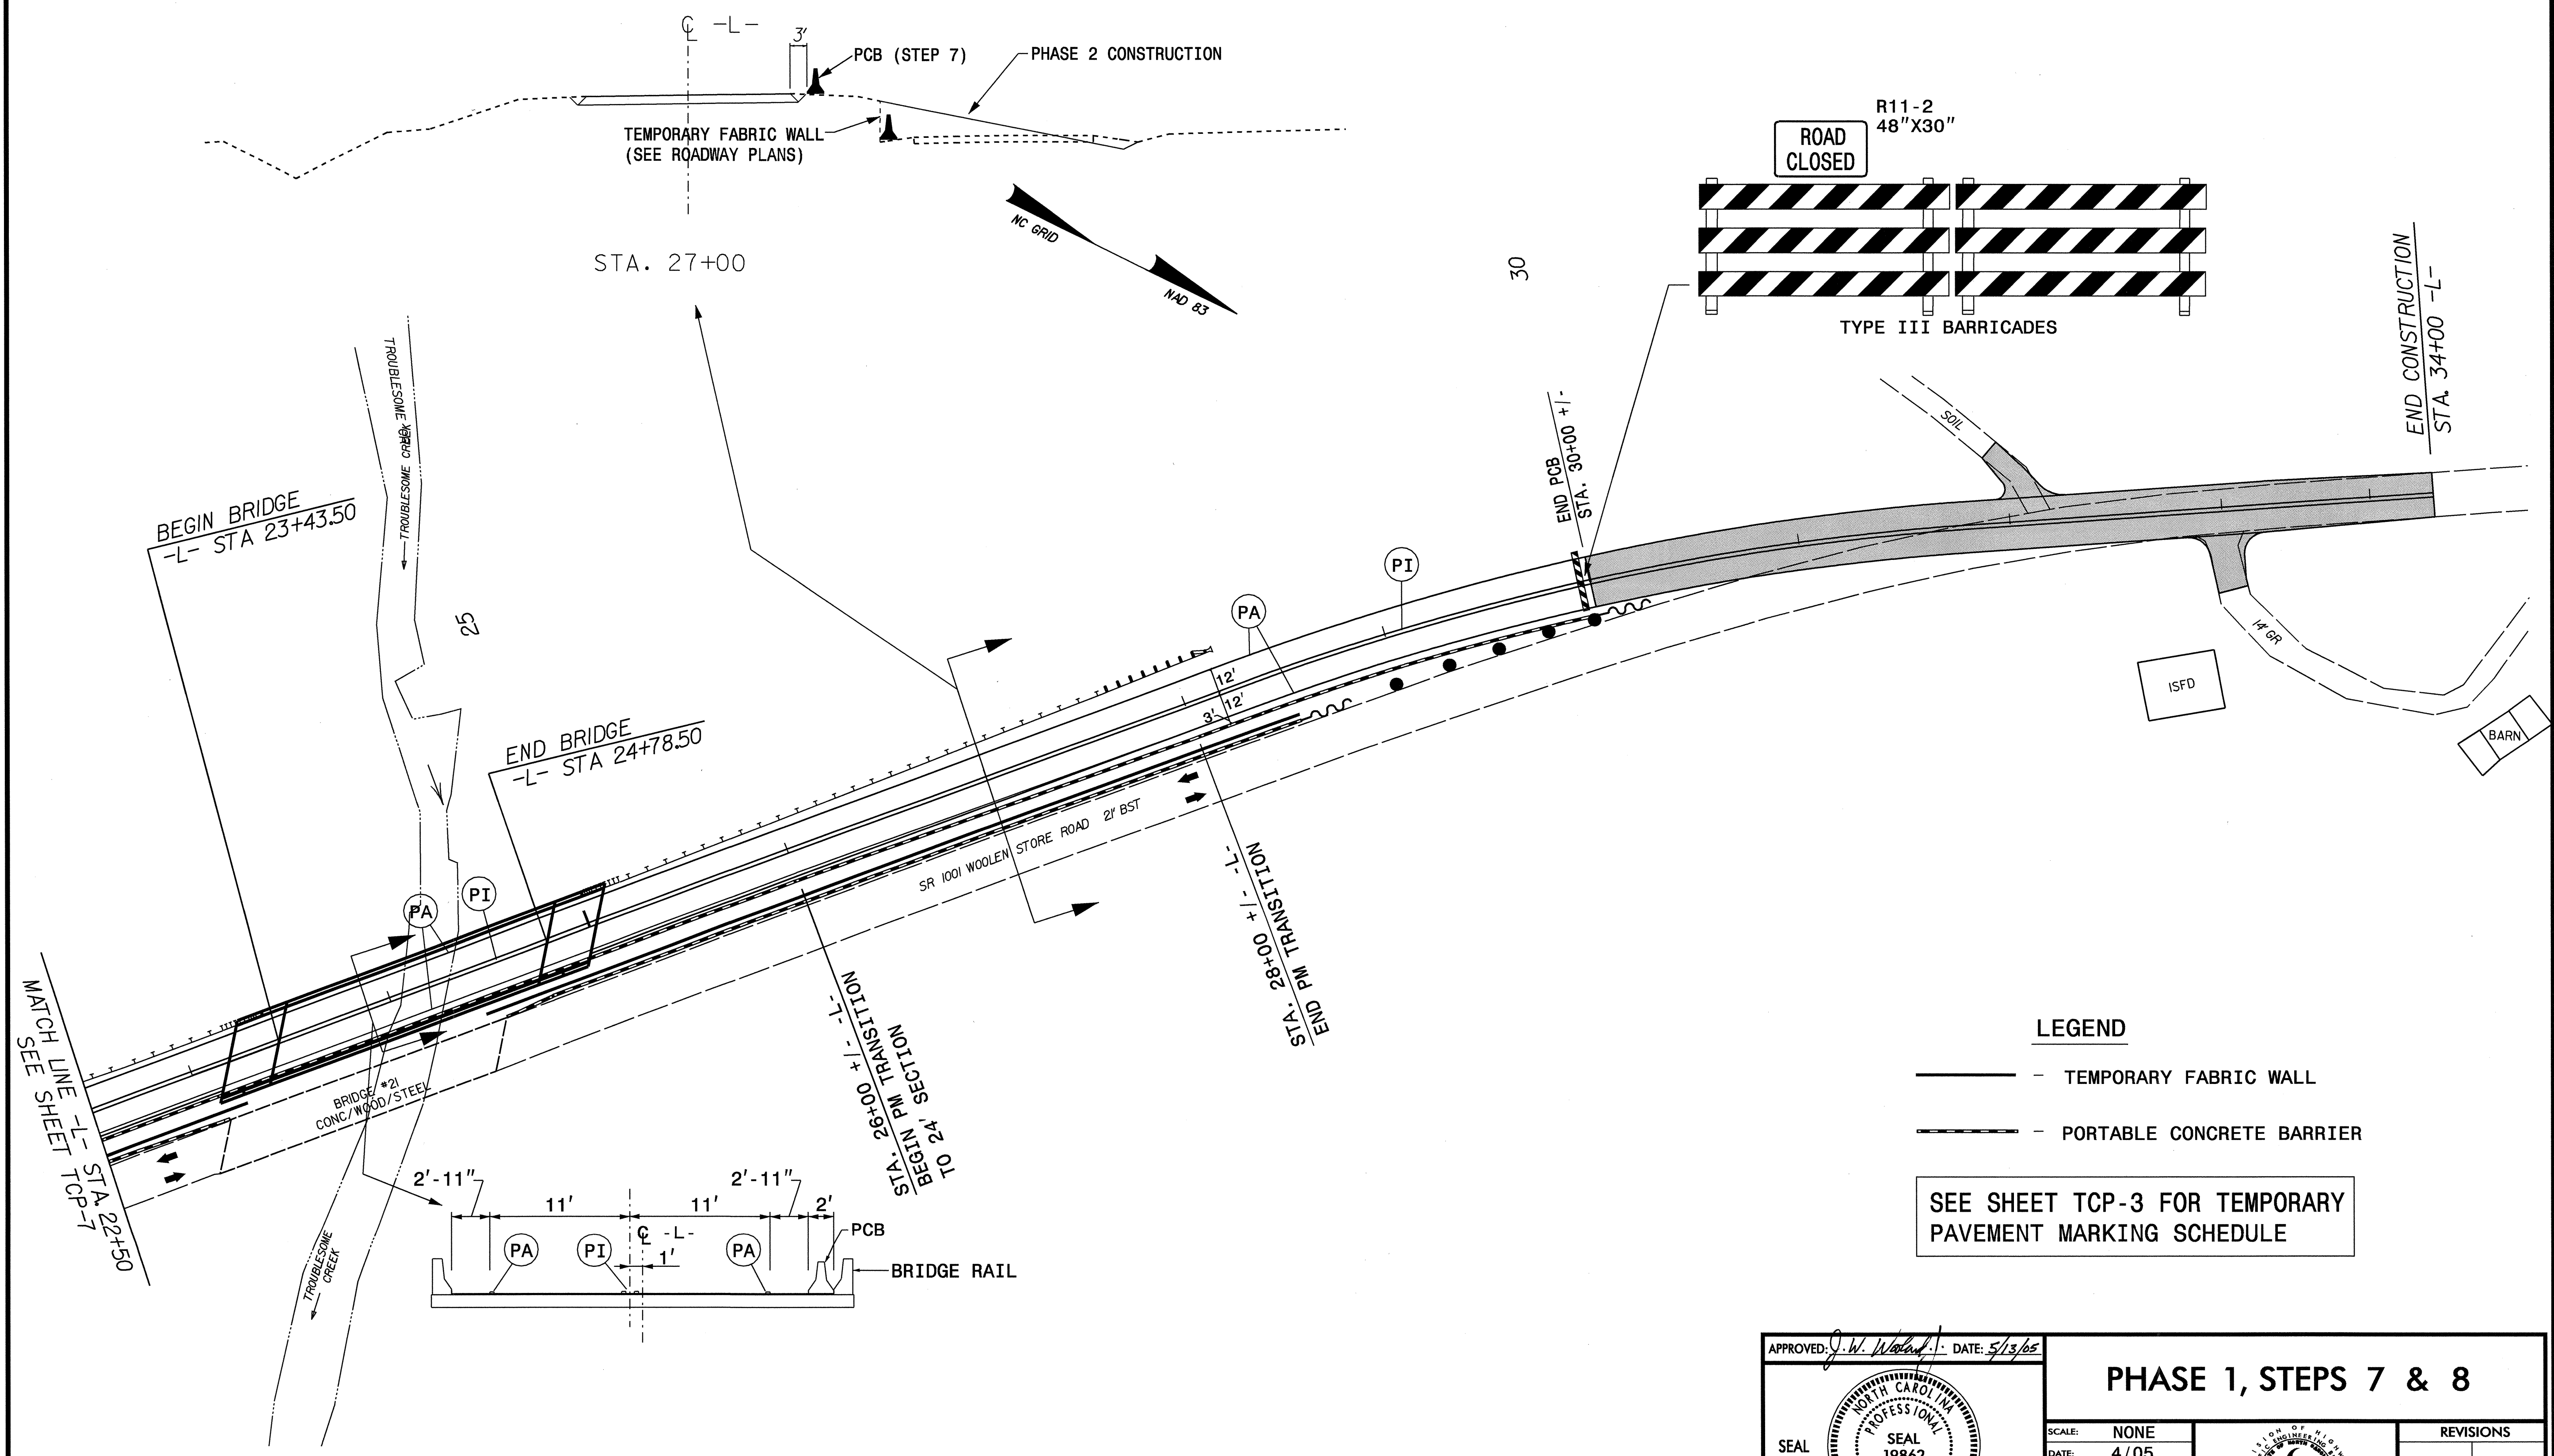 ℄ -L-
3'
PCB (STEP 7)
PHASE 2 CONSTRUCTION
TEMPORARY FABRIC WALL
(SEE ROADWAY PLANS)
STA. 27+00
NC GRID
NAD 83
R11-2
48"X30"
ROAD
CLOSED
TYPE III BARRICADES
30
END CONSTRUCTION
STA. 34+00 -L-
END PCB
STA. 30+00 +/-
SOIL
14' GR
ISFD
BARN
TROUBLESOME CREEK
TROUBLESOME CREEK
BEGIN BRIDGE
-L- STA 23+43.50
25
END BRIDGE
-L- STA 24+78.50
PI
PA
12'
12'
3'
PA
PI
SR 1001 WOOLEN STORE ROAD 21' BST
STA. 28+00 +/- -L-
END PM TRANSITION
STA. 26+00 +/- -L-
BEGIN PM TRANSITION
TO 24' SECTION
MATCH LINE -L- STA. 22+50
SEE SHEET TCP-7
BRIDGE #21
CONC/WOOD/STEEL
TROUBLESOME
CREEK
2'-11" 11' 11' 2'-11" 2'
PCB
℄ -L-
PA PI PA
1'
BRIDGE RAIL
LEGEND
- TEMPORARY FABRIC WALL
- PORTABLE CONCRETE BARRIER
SEE SHEET TCP-3 FOR TEMPORARY
PAVEMENT MARKING SCHEDULE
APPROVED: J. W. DATE: 5/13/05
PHASE 1, STEPS 7 & 8
NORTH CAROLINA
PROFESSIONAL
SEAL
19862
SEAL
SCALE: NONE
DATE: 4/05
REVISIONS